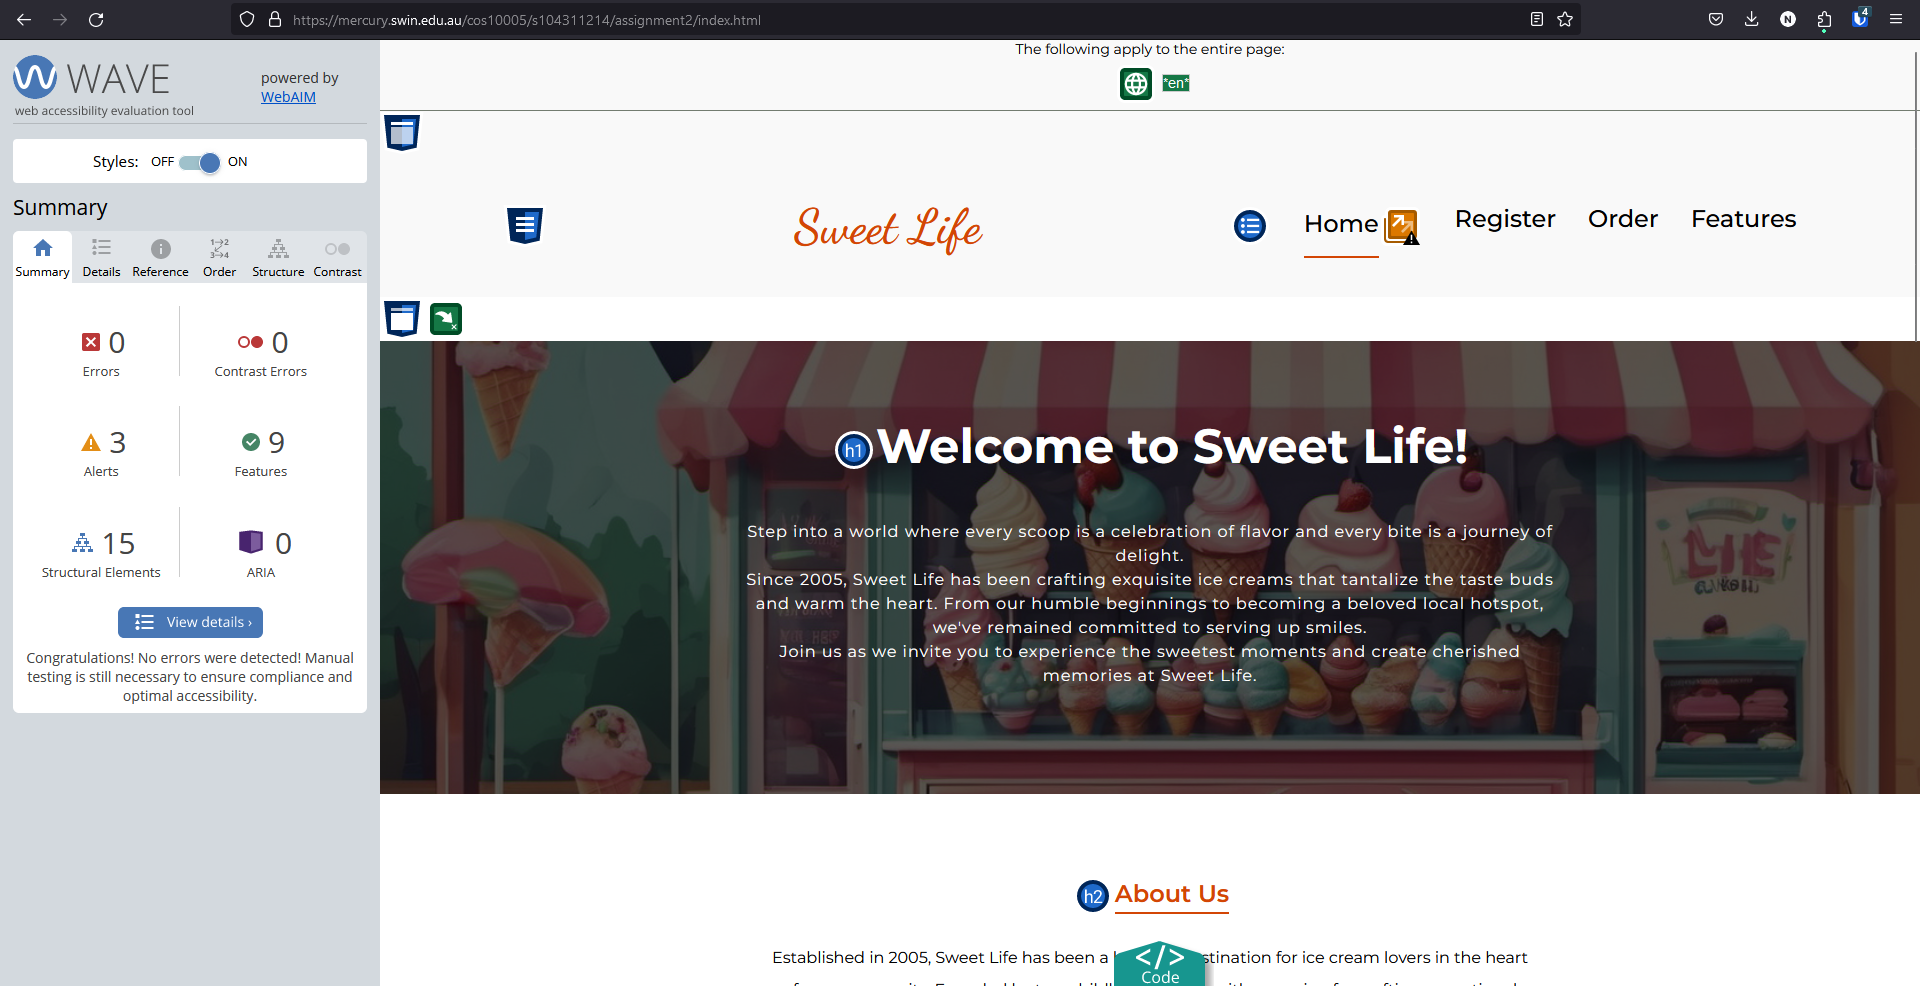 https://mercury.swin.edu.au/cos10005/s104311214/assignment2/index.html
N
4
WAVE
web accessibility evaluation tool
powered by
WebAIM
Styles: OFF ON
Summary
Summary Details Reference Order Structure Contrast
0
Errors
0
Contrast Errors
3
Alerts
9
Features
15
Structural Elements
0
ARIA
View details ›
Congratulations! No errors were detected! Manual
testing is still necessary to ensure compliance and
optimal accessibility.
The following apply to the entire page:
*en*
Sweet Life
Home Register Order Features
h1 Welcome to Sweet Life!
Step into a world where every scoop is a celebration of flavor and every bite is a journey of
delight.
Since 2005, Sweet Life has been crafting exquisite ice creams that tantalize the taste buds
and warm the heart. From our humble beginnings to becoming a beloved local hotspot,
we've remained committed to serving up smiles.
Join us as we invite you to experience the sweetest moments and create cherished
memories at Sweet Life.
h2 About Us
Established in 2005, Sweet Life has been a
stination for ice cream lovers in the heart
</> Code